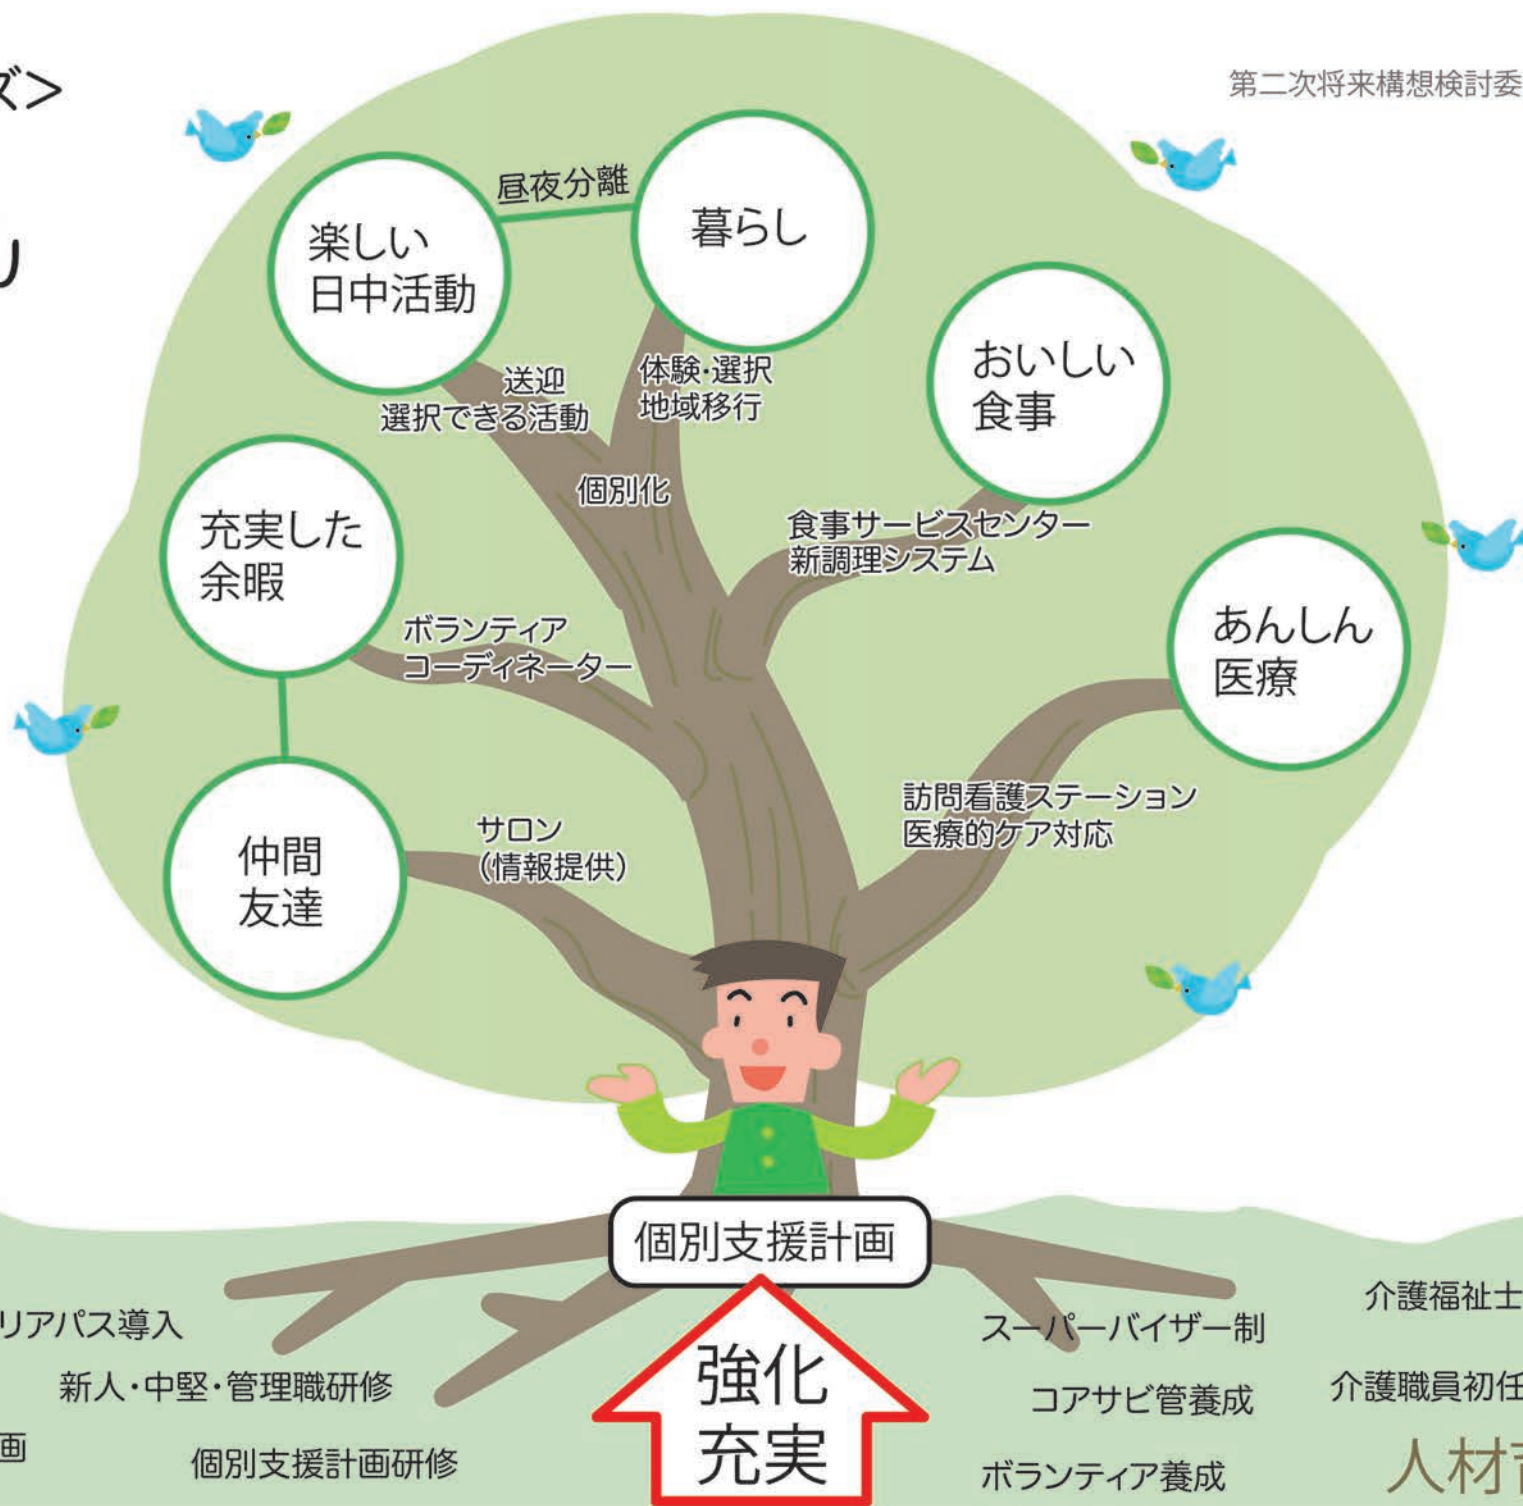 ズ>
第二次将来構想検討委
リ
昼夜分離
楽しい
日中活動
暮らし
おいしい
食事
送迎
選択できる活動
体験・選択
地域移行
個別化
充実した
余暇
食事サービスセンター
新調理システム
ボランティア
コーディネーター
あんしん
医療
仲間
友達
サロン
(情報提供)
訪問看護ステーション
医療的ケア対応
個別支援計画
強化
充実
リアパス導入
新人・中堅・管理職研修
画
個別支援計画研修
スーパーバイザー制
コアサビ管養成
ボランティア養成
介護福祉士
介護職員初任
人材育